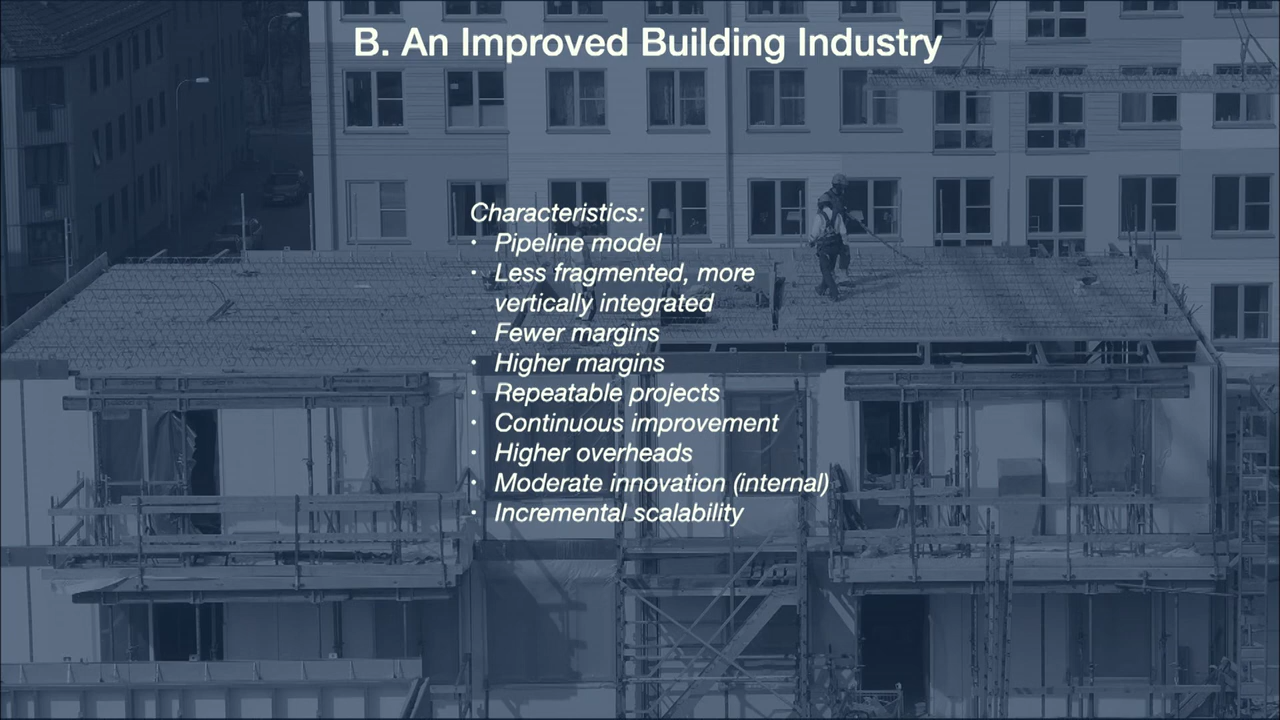 B. An Improved Building Industry
Characteristics:
• Pipeline model
• Less fragmented, more
vertically integrated
• Fewer margins
• Higher margins
• Repeatable projects
• Continuous improvement
• Higher overheads
• Moderate innovation (internal)
• Incremental scalability